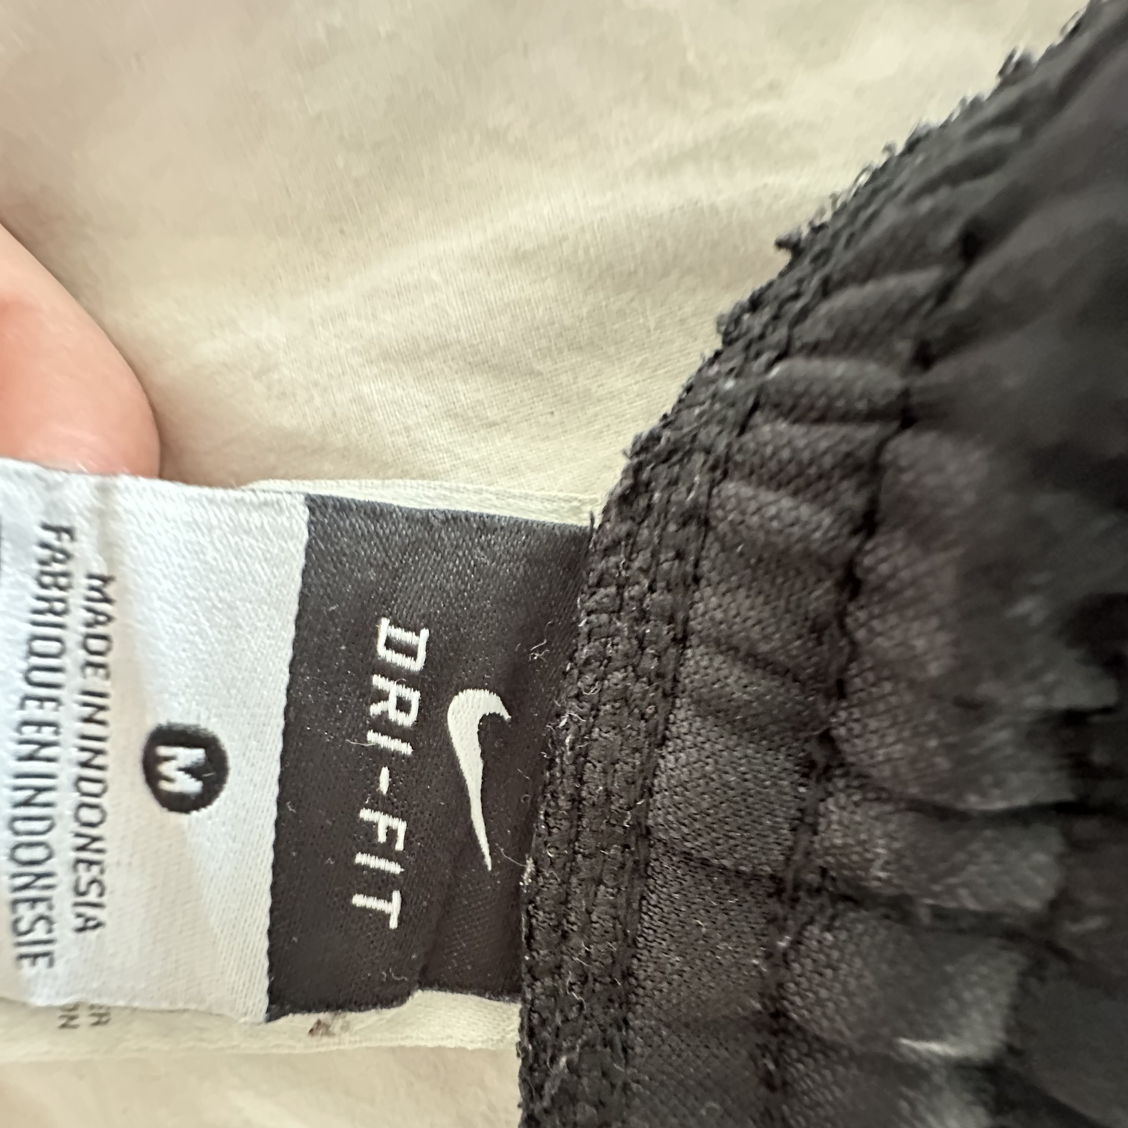 DRI-FIT
M
MADE IN INDONESIA
FABRIQUE EN INDONESIE